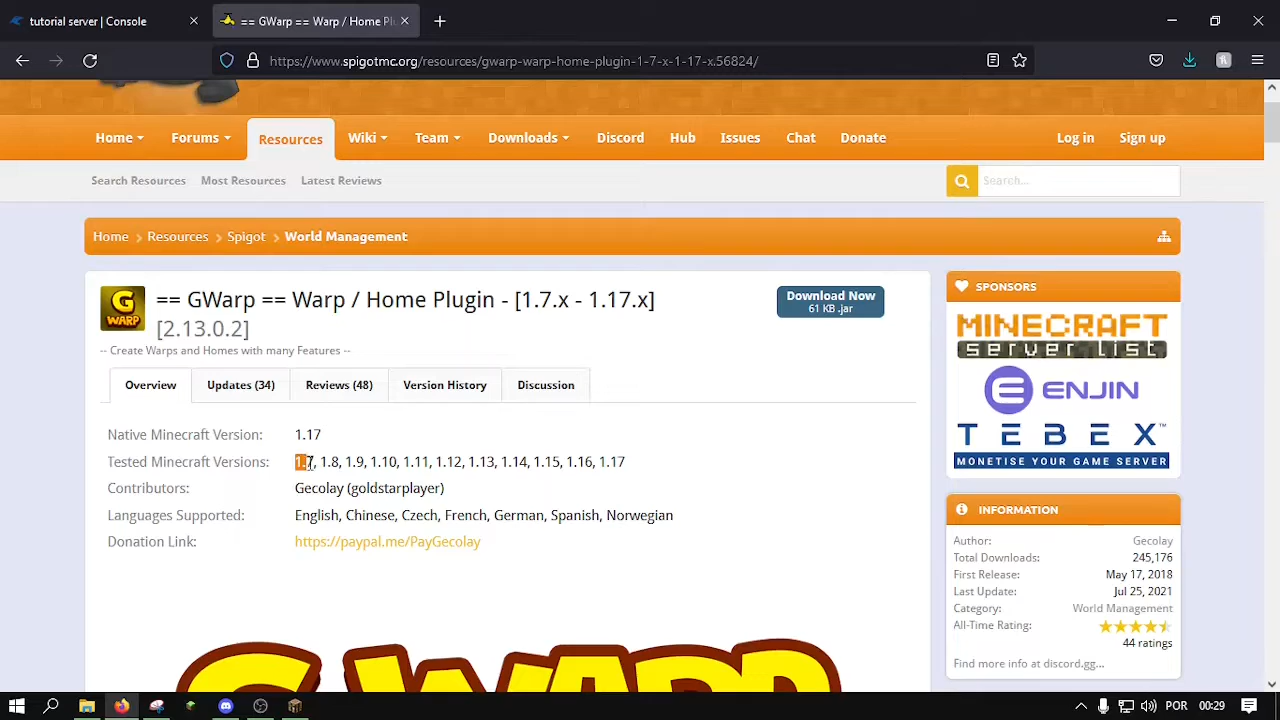 tutorial server | Console
== GWarp == Warp / Home Pl
https://www.spigotmc.org/resources/gwarp-warp-home-plugin-1-7-x-1-17-x.56824/
Home
Forums
Resources
Wiki
Team
Downloads
Discord
Hub
Issues
Chat
Donate
Log in
Sign up
Search Resources
Most Resources
Latest Reviews
Search...
Home
Resources
Spigot
World Management
G
WARP
== GWarp == Warp / Home Plugin - [1.7.x - 1.17.x]
[2.13.0.2]
-- Create Warps and Homes with many Features --
Download Now
61 KB .jar
Overview
Updates (34)
Reviews (48)
Version History
Discussion
Native Minecraft Version: 1.17
Tested Minecraft Versions: 1.7, 1.8, 1.9, 1.10, 1.11, 1.12, 1.13, 1.14, 1.15, 1.16, 1.17
Contributors: Gecolay (goldstarplayer)
Languages Supported: English, Chinese, Czech, French, German, Spanish, Norwegian
Donation Link: https://paypal.me/PayGecolay
G WARP
SPONSORS
MINECRAFT
server list
ENJIN
TEBEX™
MONETISE YOUR GAME SERVER
INFORMATION
Author: Gecolay
Total Downloads: 245,176
First Release: May 17, 2018
Last Update: Jul 25, 2021
Category: World Management
All-Time Rating:
44 ratings
Find more info at discord.gg...
POR
00:29